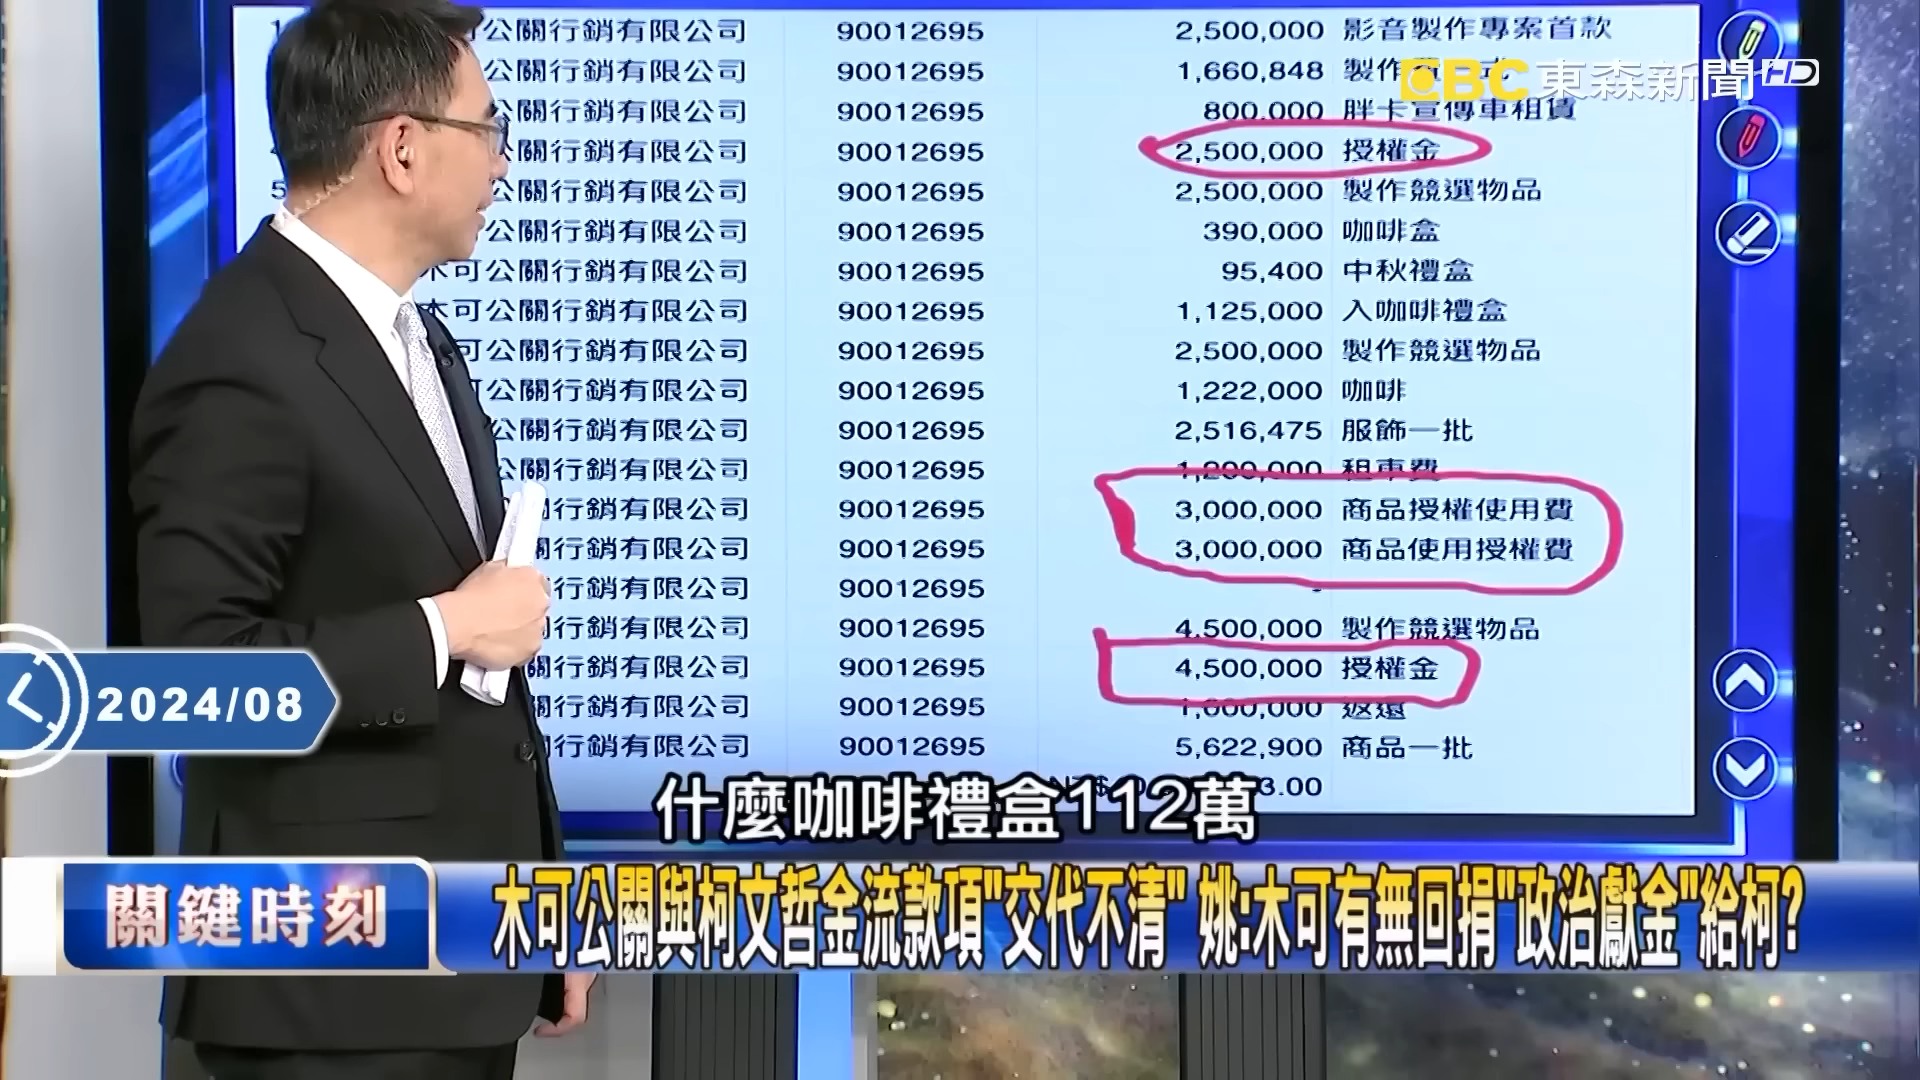 公關行銷有限公司 90012695 2,500,000 影音製作專案首款
公關行銷有限公司 90012695 1,660,848 製作
公關行銷有限公司 90012695 800,000 胖卡宣傳車租賃
EBC 東森新聞 HD
關行銷有限公司 90012695 2,500,000 授權金
5 關行銷有限公司 90012695 2,500,000 製作競選物品
公關行銷有限公司 90012695 390,000 咖啡盒
木可公關行銷有限公司 90012695 95,400 中秋禮盒
木可公關行銷有限公司 90012695 1,125,000 入咖啡禮盒
可公關行銷有限公司 90012695 2,500,000 製作競選物品
公關行銷有限公司 90012695 1,222,000 咖啡
公關行銷有限公司 90012695 2,516,475 服飾一批
公關行銷有限公司 90012695 1,200,000 租車費
行銷有限公司 90012695 3,000,000 商品授權使用費
行銷有限公司 90012695 3,000,000 商品使用授權費
行銷有限公司 90012695 -
行銷有限公司 90012695 4,500,000 製作競選物品
行銷有限公司 90012695 4,500,000 授權金
行銷有限公司 90012695 1,000,000 返還
行銷有限公司 90012695 5,622,900 商品一批
3.00
2024/08
什麼咖啡禮盒112萬
關鍵時刻
木可公關與柯文哲金流款項"交代不清" 姚:木可有無回捐"政治獻金"給柯?